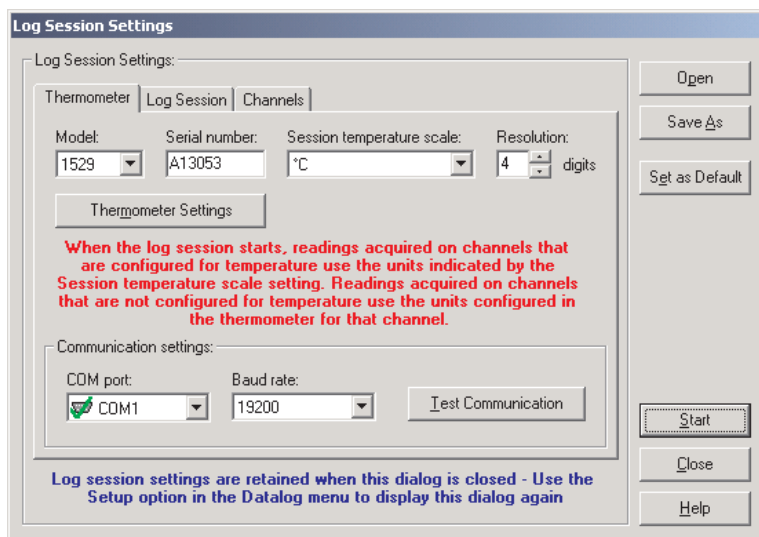 Log Session Settings
Log Session Settings:
Thermometer Log Session Channels
Model: Serial number: Session temperature scale: Resolution:
1529 A13053 °C 4 digits
Thermometer Settings
When the log session starts, readings acquired on channels that
are configured for temperature use the units indicated by the
Session temperature scale setting. Readings acquired on channels
that are not configured for temperature use the units configured in
the thermometer for that channel.
Communication settings:
COM port: Baud rate:
COM1 19200 Test Communication
Log session settings are retained when this dialog is closed - Use the
Setup option in the Datalog menu to display this dialog again
Open
Save As
Set as Default
Start
Close
Help